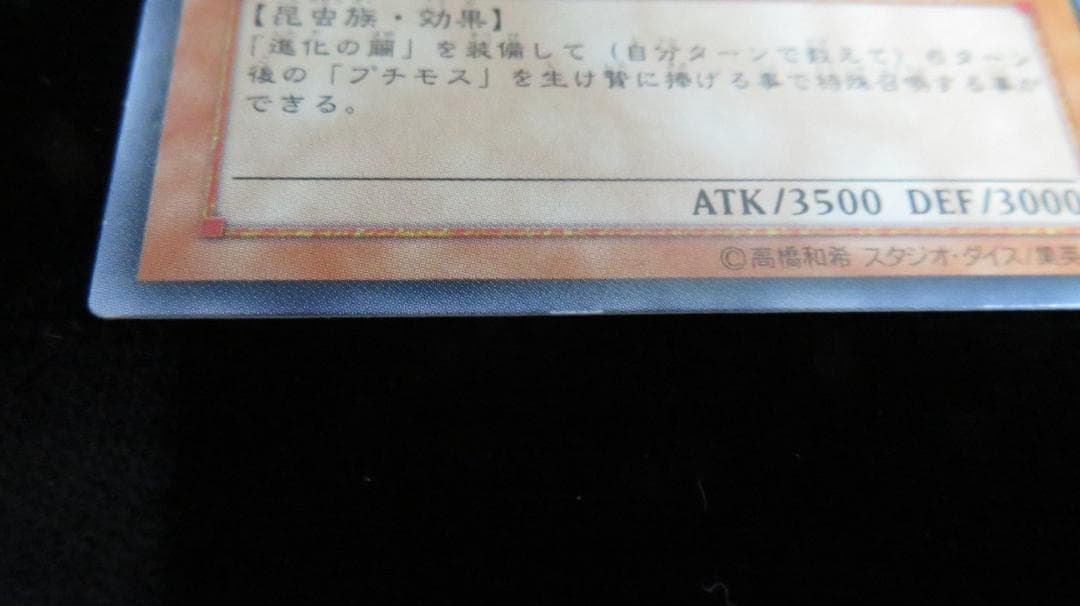 【昆虫族・効果】
「進化の繭」を装備して（自分ターンで数えて）６ターン
後の「プチモス」を生け贄に捧げる事で特殊召喚する事が
できる。
ATK/3500 DEF/3000
©高橋和希 スタジオ・ダイス/集英